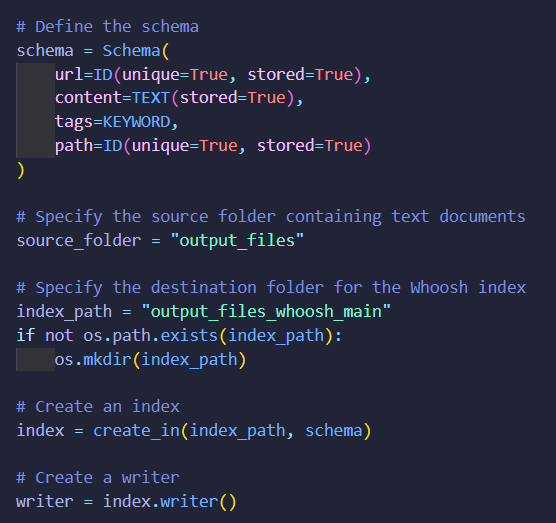 # Define the schema
schema = Schema(
    url=ID(unique=True, stored=True),
    content=TEXT(stored=True),
    tags=KEYWORD,
    path=ID(unique=True, stored=True)
)
# Specify the source folder containing text documents
source_folder = "output_files"
# Specify the destination folder for the Whoosh index
index_path = "output_files_whoosh_main"
if not os.path.exists(index_path):
    os.mkdir(index_path)
# Create an index
index = create_in(index_path, schema)
# Create a writer
writer = index.writer()